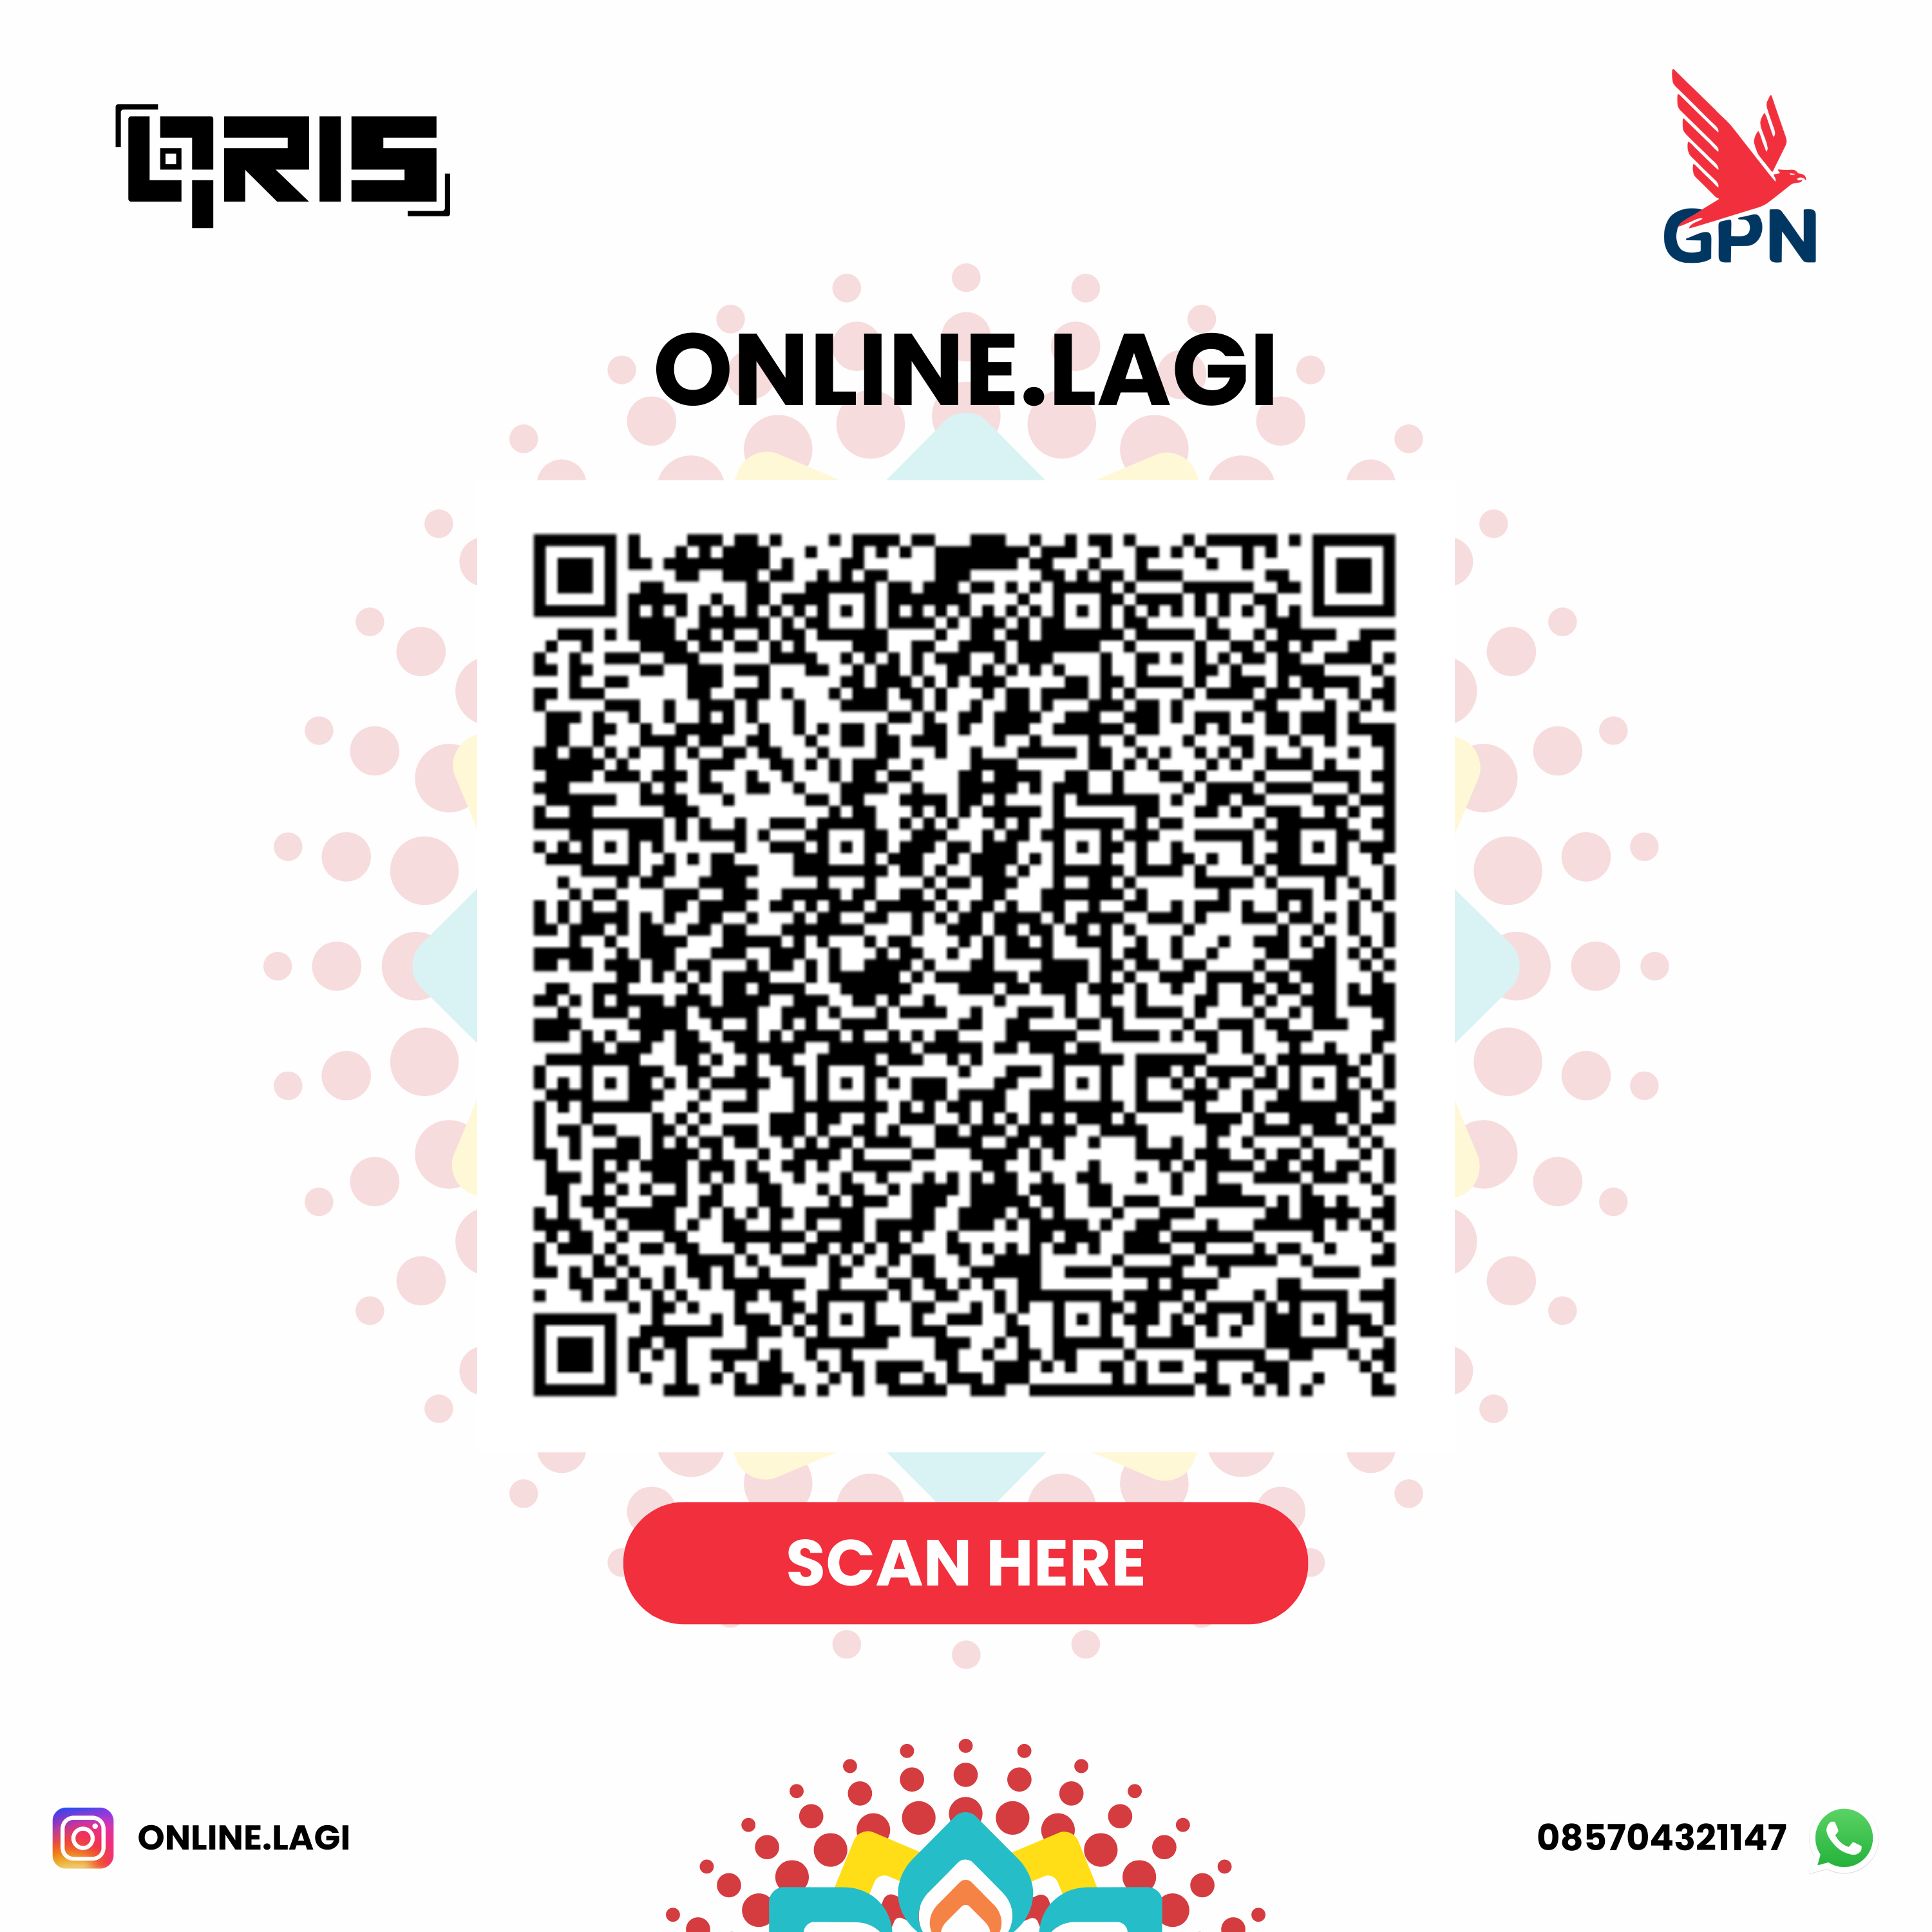 QRIS
GPN
ONLINE.LAGI
SCAN HERE
ONLINE.LAGI
085704321147